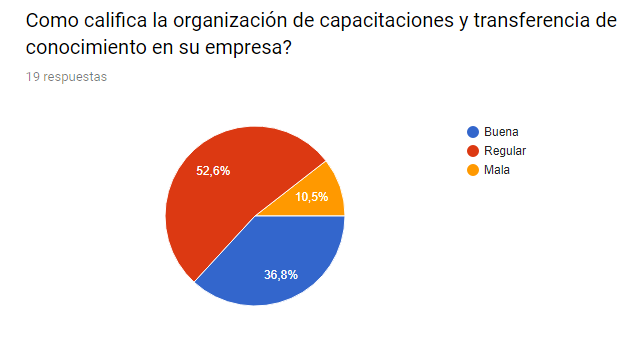 Como califica la organización de capacitaciones y transferencia de
conocimiento en su empresa?
19 respuestas
Buena
Regular
Mala
52,6%
10,5%
36,8%